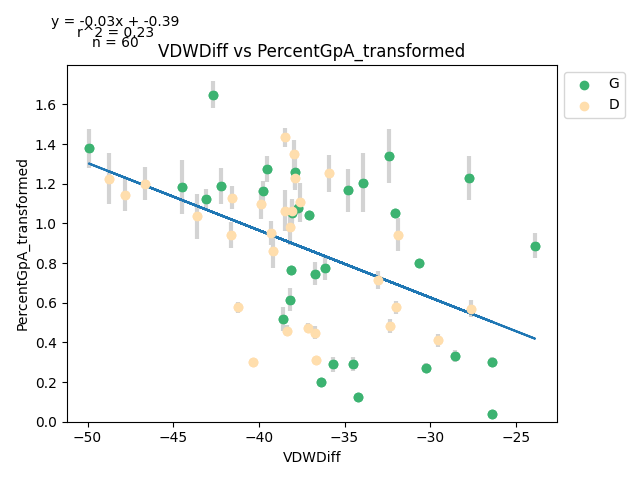 y = -0.03x + -0.39
r^2 = 0.23
n = 60
VDWDiff vs PercentGpA_transformed
G
D
1.6
1.4
1.2
1.0
0.8
0.6
0.4
0.2
0.0
PercentGpA_transformed
−50
−45
−40
−35
−30
−25
VDWDiff